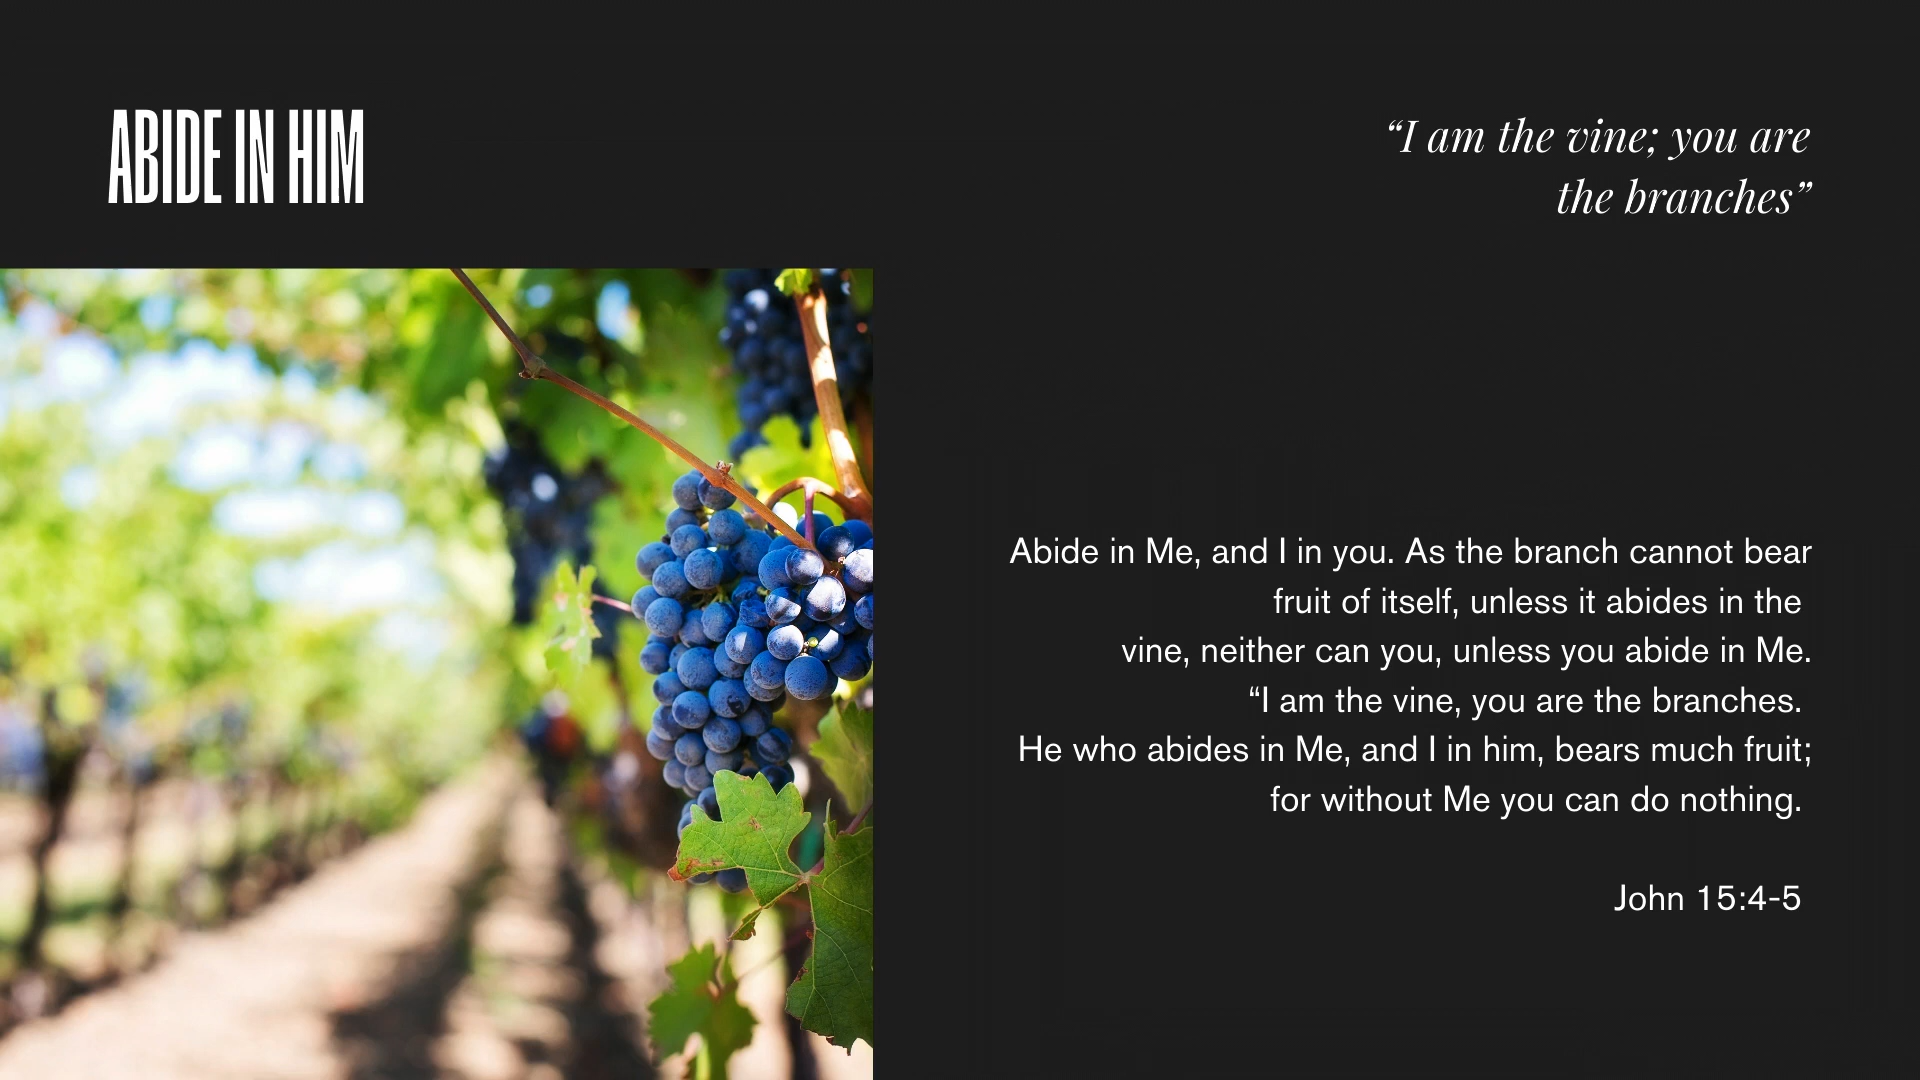 ABIDE IN HIM
“I am the vine; you are
the branches”
Abide in Me, and I in you. As the branch cannot bear
fruit of itself, unless it abides in the
vine, neither can you, unless you abide in Me.
“I am the vine, you are the branches.
He who abides in Me, and I in him, bears much fruit;
for without Me you can do nothing.
John 15:4-5